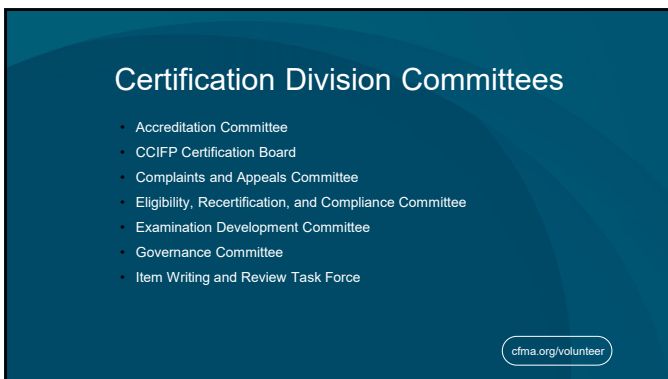 Certification Division Committees
• Accreditation Committee
• CCIFP Certification Board
• Complaints and Appeals Committee
• Eligibility, Recertification, and Compliance Committee
• Examination Development Committee
• Governance Committee
• Item Writing and Review Task Force
cfma.org/volunteer